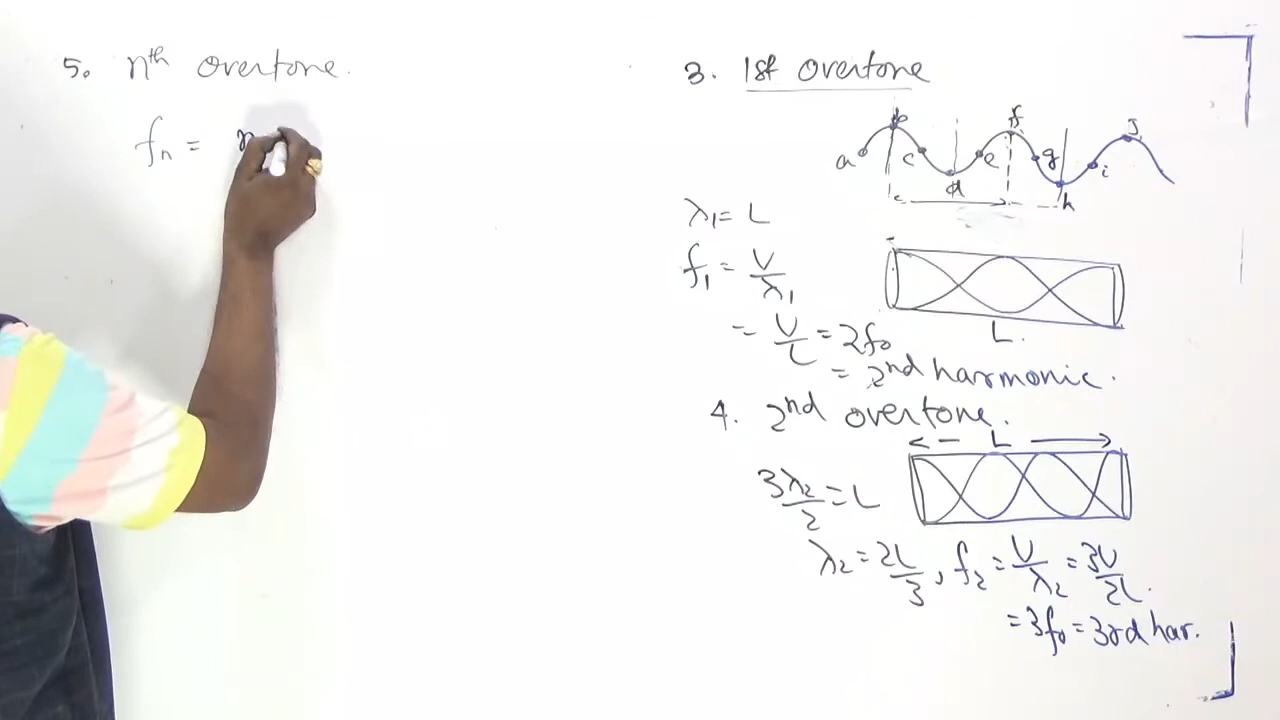 5. nth overtone.
fn = n
3. 1st overtone
a b c d e f g h i j
λ1 = L
f1 = V/λ1
= V/L = 2f0
= 2nd harmonic.
L.
4. 2nd overtone.
← L →
3λ2/2 = L
λ2 = 2L/3, f2 = V/λ2 = 3V/2L.
= 3f0 = 3rd har.